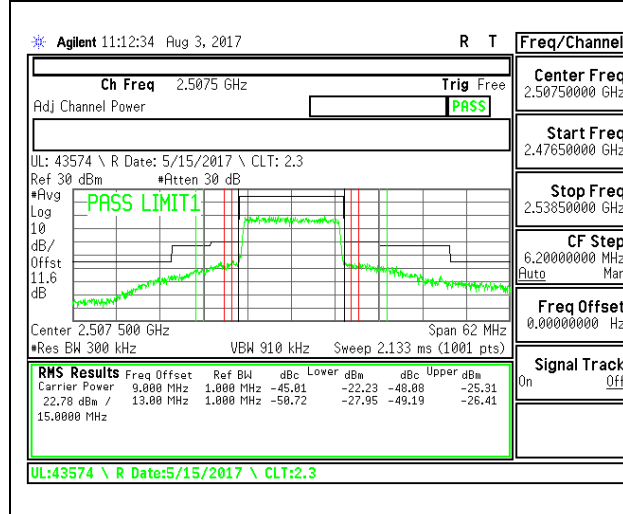 Agilent 11:12:34 Aug 3, 2017 R T
Freq/Channel
Ch Freq 2.5075 GHz Trig Free
Adj Channel Power PASS
UL: 43574 \ R Date: 5/15/2017 \ CLT: 2.3
Ref 30 dBm #Atten 30 dB
#Avg
Log
10
dB/
Offst
11.6
dB
PASS LIMIT1
Center 2.507 500 GHz Span 62 MHz
#Res BW 300 kHz VBW 910 kHz Sweep 2.133 ms (1001 pts)
RMS Results Freq Offset Ref BW dBc Lower dBm dBc Upper dBm
Carrier Power 9.000 MHz 1.000 MHz -45.01 -22.23 -48.08 -25.31
22.78 dBm / 13.00 MHz 1.000 MHz -50.72 -27.95 -49.19 -26.41
15.0000 MHz
UL:43574 \ R Date:5/15/2017 \ CLT:2.3
Center Freq
2.50750000 GHz
Start Freq
2.47650000 GHz
Stop Freq
2.53850000 GHz
CF Step
6.20000000 MHz
Auto Man
Freq Offset
0.00000000 Hz
Signal Track
On Off